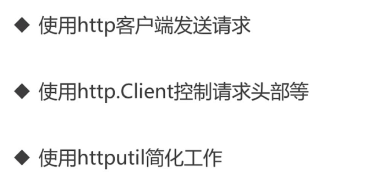 ◆ 使用http客户端发送请求
◆ 使用http.Client控制请求头部等
◆ 使用httputil简化工作